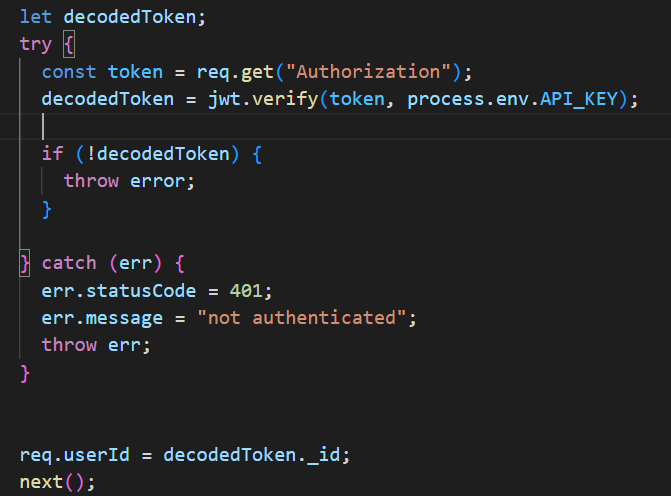 let decodedToken;
try {
const token = req.get("Authorization");
decodedToken = jwt.verify(token, process.env.API_KEY);
if (!decodedToken) {
throw error;
}
} catch (err) {
err.statusCode = 401;
err.message = "not authenticated";
throw err;
}
req.userId = decodedToken._id;
next();